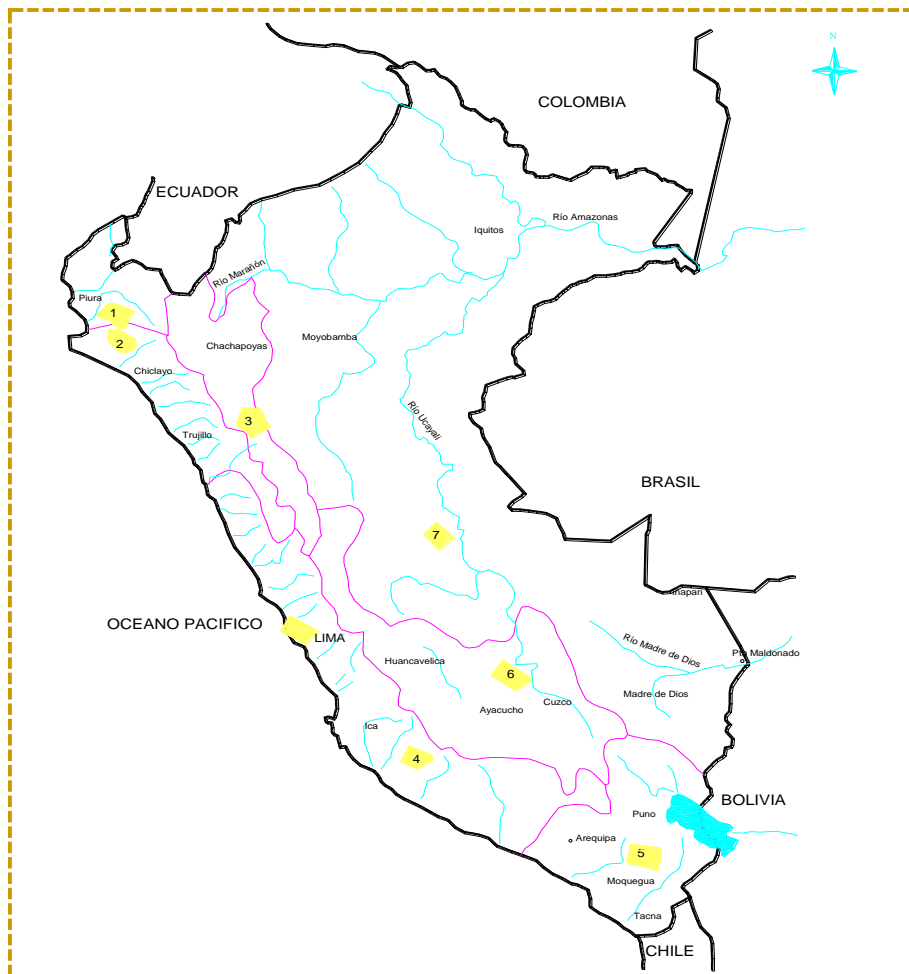 N
COLOMBIA
ECUADOR
Río Amazonas
Iquitos
Río Marañón
Piura
1
2
Chachapoyas
Moyobamba
Chiclayo
Río Ucayali
3
Trujillo
BRASIL
7
Iñapari
OCEANO PACIFICO
LIMA
Río Madre de Dios
Pto Maldonado
Huancavelica
6
Madre de Dios
Cuzco
Ayacucho
Ica
4
BOLIVIA
Puno
Arequipa
5
Moquegua
Tacna
CHILE